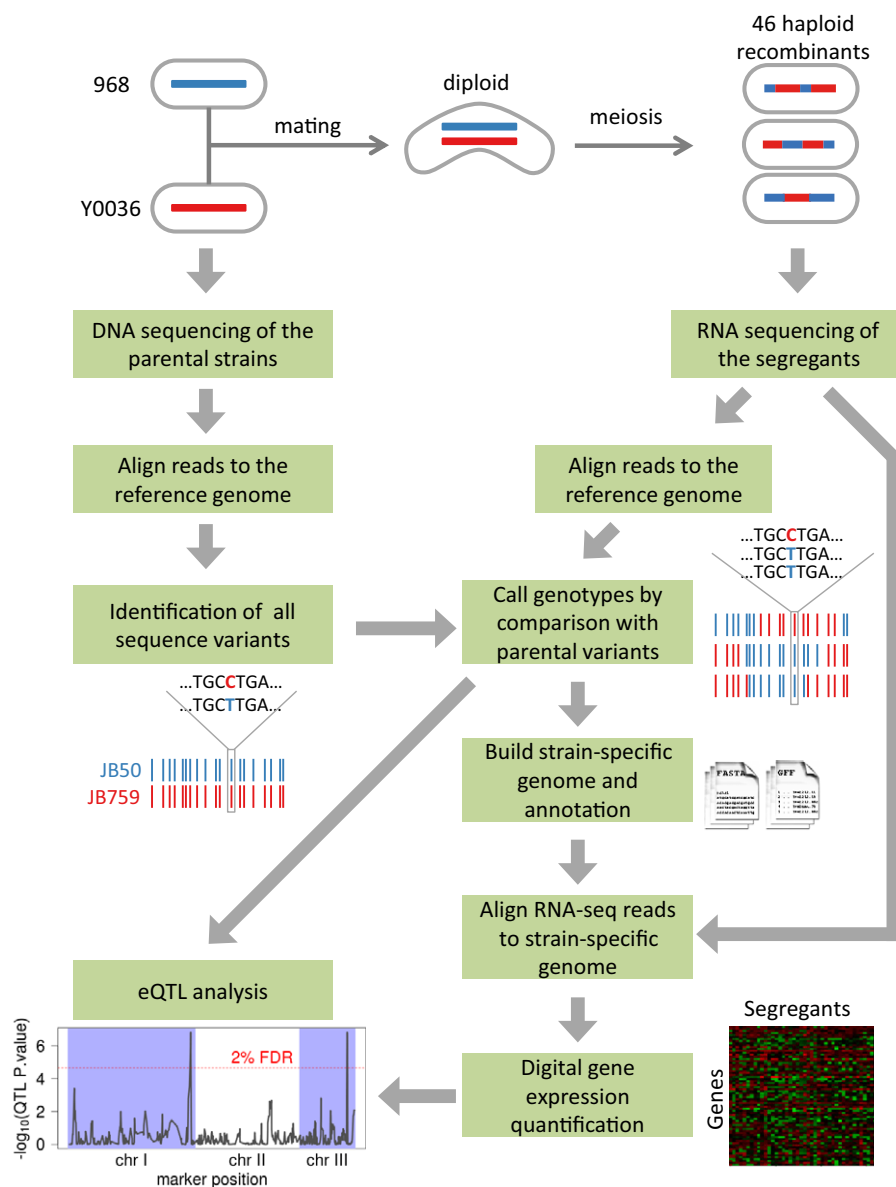 46 haploid
recombinants
968
diploid
mating
meiosis
Y0036
DNA sequencing of the
parental strains
RNA sequencing of
the segregants
Align reads to the
reference genome
Align reads to the
reference genome
...TGCCTGA...
...TGCTTGA...
...TGCTTGA...
Identification of all
sequence variants
Call genotypes by
comparison with
parental variants
...TGCCTGA...
...TGCTTGA...
JB50
JB759
Build strain-specific
genome and
annotation
FASTA
GFF
Align RNA-seq reads
to strain-specific
genome
eQTL analysis
Segregants
Genes
-log10(QTL P.value)
6
4
2
0
2% FDR
chr I
chr II
chr III
marker position
Digital gene
expression
quantification